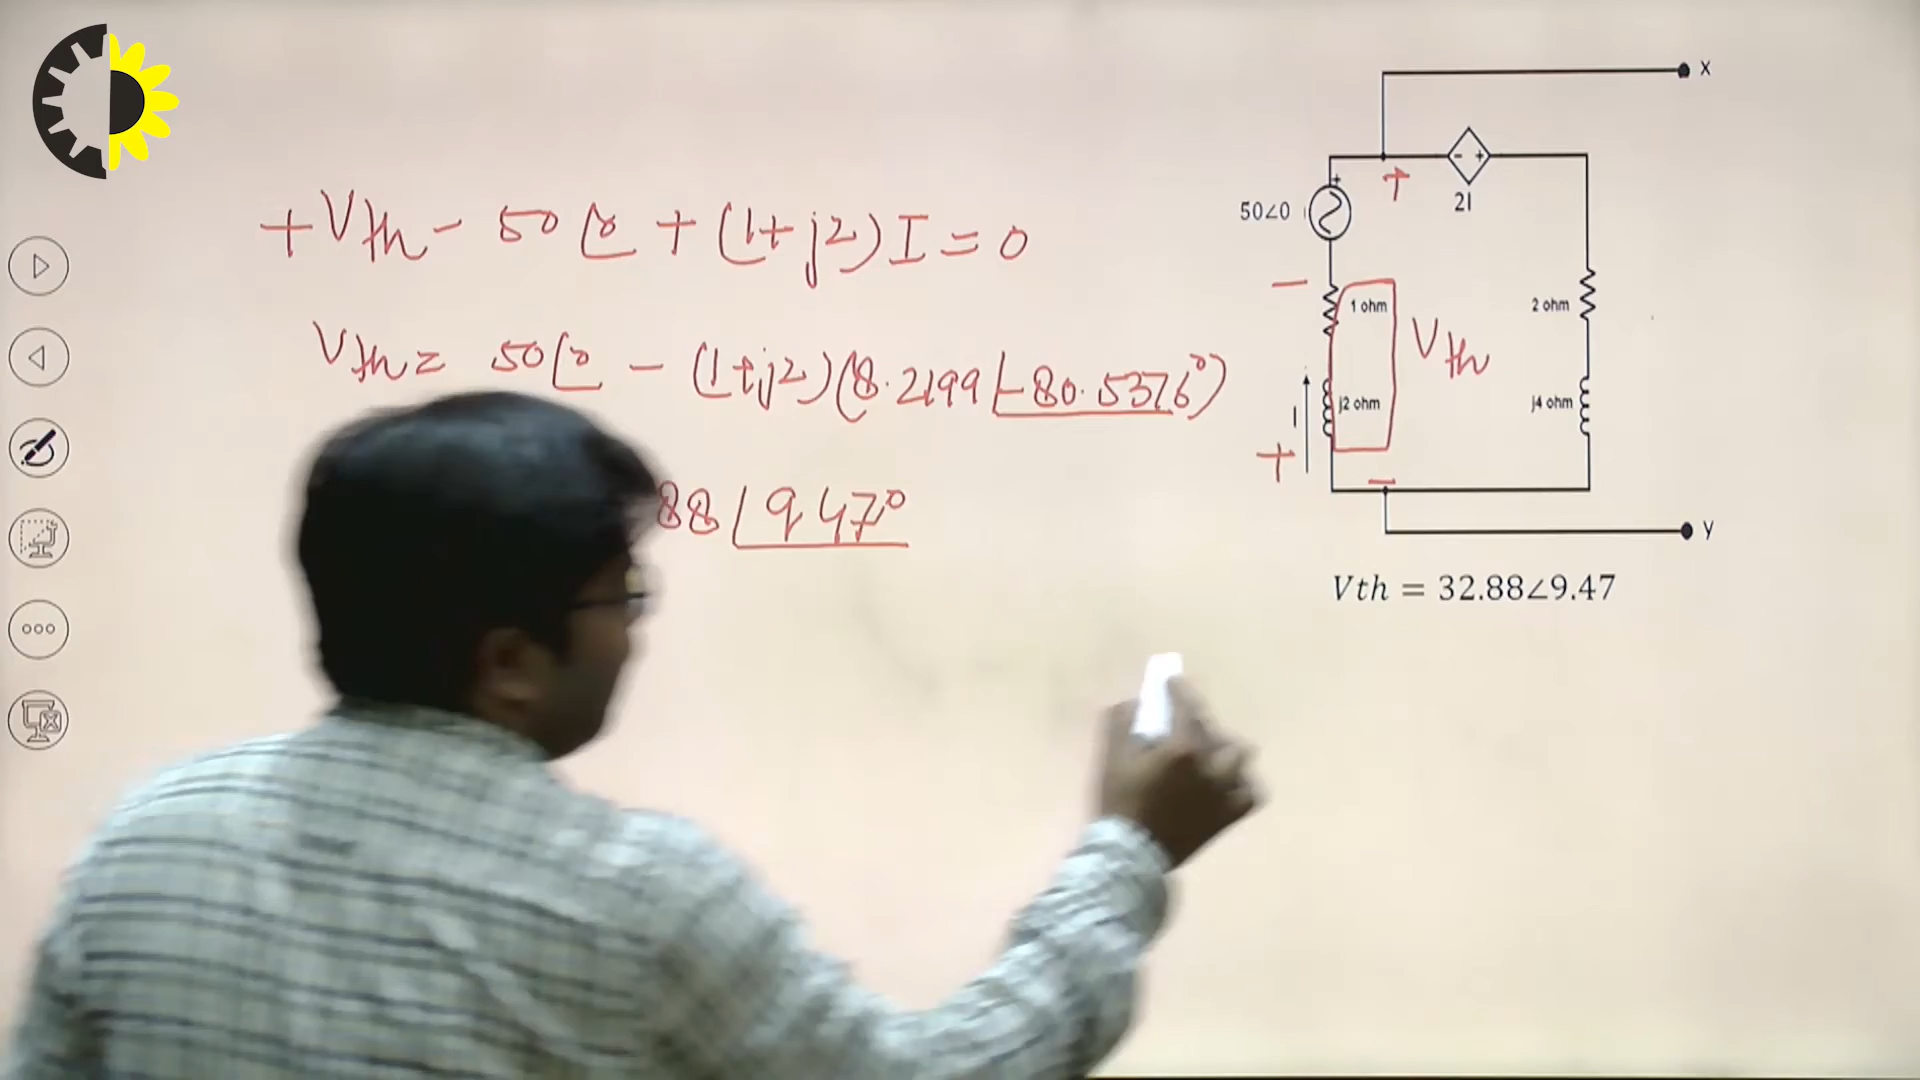 +Vth - 50∠0 + (1+j2)I = 0
Vth = 50∠0 - (1+j2)(8.2199∠-80.5376°)
88∠9.47°
X
- +
2I
+
50∠0
+
-
1 ohm
2 ohm
Vth
I
j2 ohm
j4 ohm
+
-
y
Vth = 32.88∠9.47